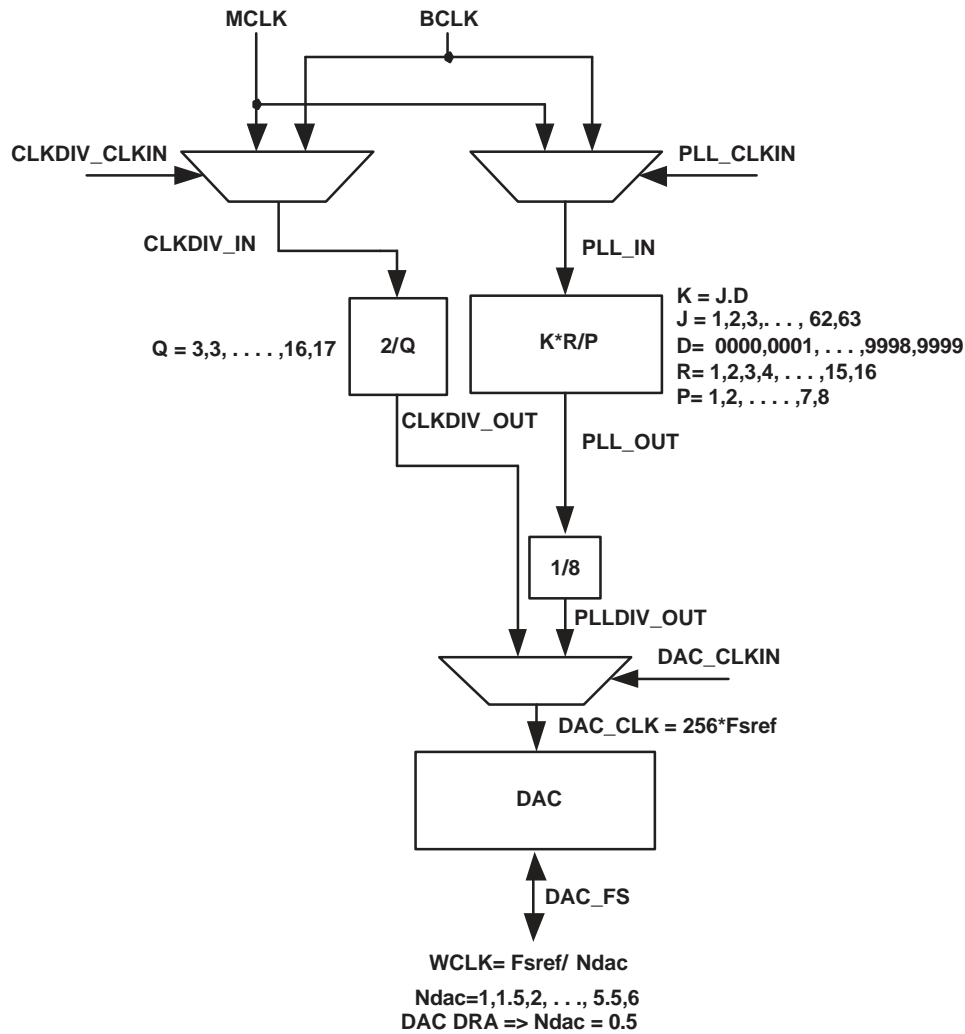 MCLK
BCLK
CLKDIV_CLKIN
PLL_CLKIN
CLKDIV_IN
PLL_IN
Q = 3,3, . . . . ,16,17
2/Q
K*R/P
K = J.D
J = 1,2,3,. . . , 62,63
D= 0000,0001, . . . ,9998,9999
R= 1,2,3,4, . . . ,15,16
P= 1,2, . . . . ,7,8
CLKDIV_OUT
PLL_OUT
1/8
PLLDIV_OUT
DAC_CLKIN
DAC_CLK = 256*Fsref
DAC
DAC_FS
WCLK= Fsref/ Ndac
Ndac=1,1.5,2, . . ., 5.5,6
DAC DRA => Ndac = 0.5